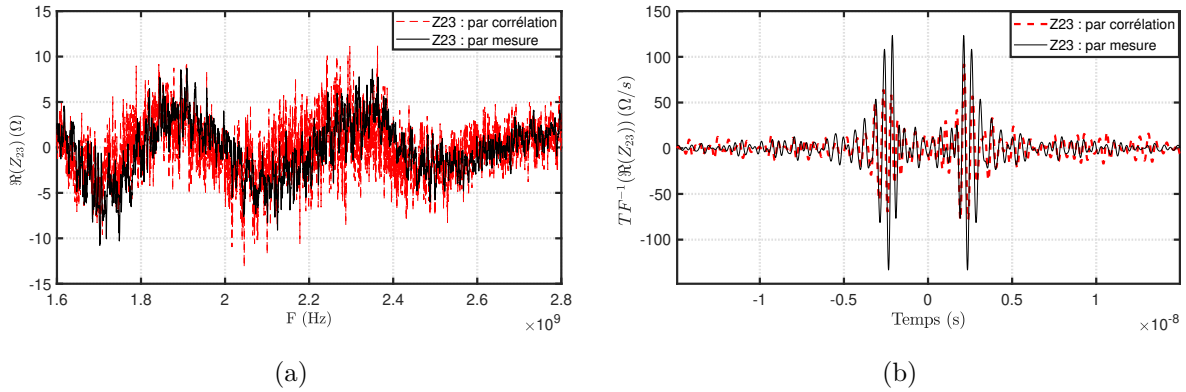 Z23 : par corrélation
Z23 : par mesure
ℜ(Z23) (Ω)
15
10
5
0
-5
-10
-15
1.6
1.8
2
2.2
2.4
2.6
2.8
F (Hz)
×10^9
(a)
Z23 : par corrélation
Z23 : par mesure
TF^-1(ℜ(Z23)) (Ω/s)
150
100
50
0
-50
-100
-1
-0.5
0
0.5
1
Temps (s)
×10^-8
(b)